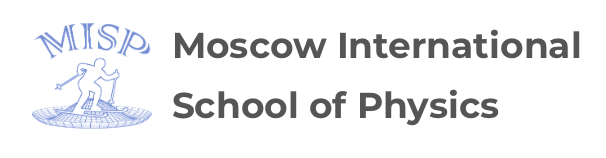 MISP
Moscow International
School of Physics